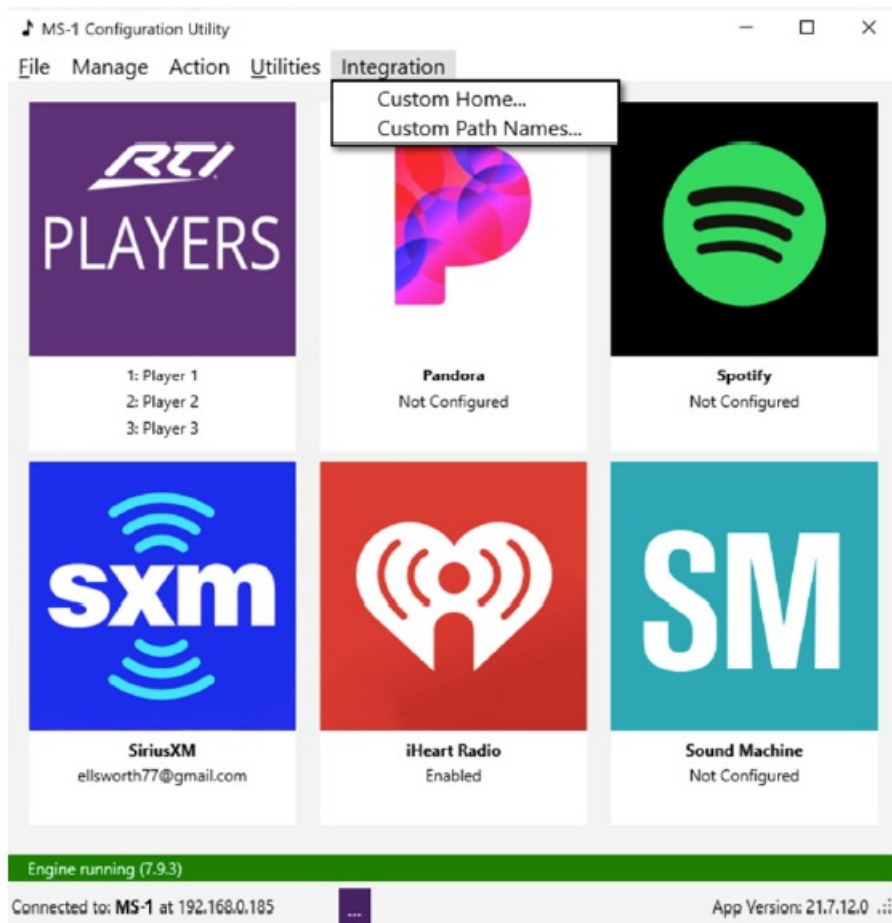 MS-1 Configuration Utility
File Manage Action Utilities Integration
Custom Home...
Custom Path Names...
RTI
PLAYERS
1: Player 1
2: Player 2
3: Player 3
Pandora
Not Configured
Spotify
Not Configured
sxm
SiriusXM
ellsworth77@gmail.com
iHeart Radio
Enabled
SM
Sound Machine
Not Configured
Engine running (7.9.3)
Connected to: MS-1 at 192.168.0.185
...
App Version: 21.7.12.0